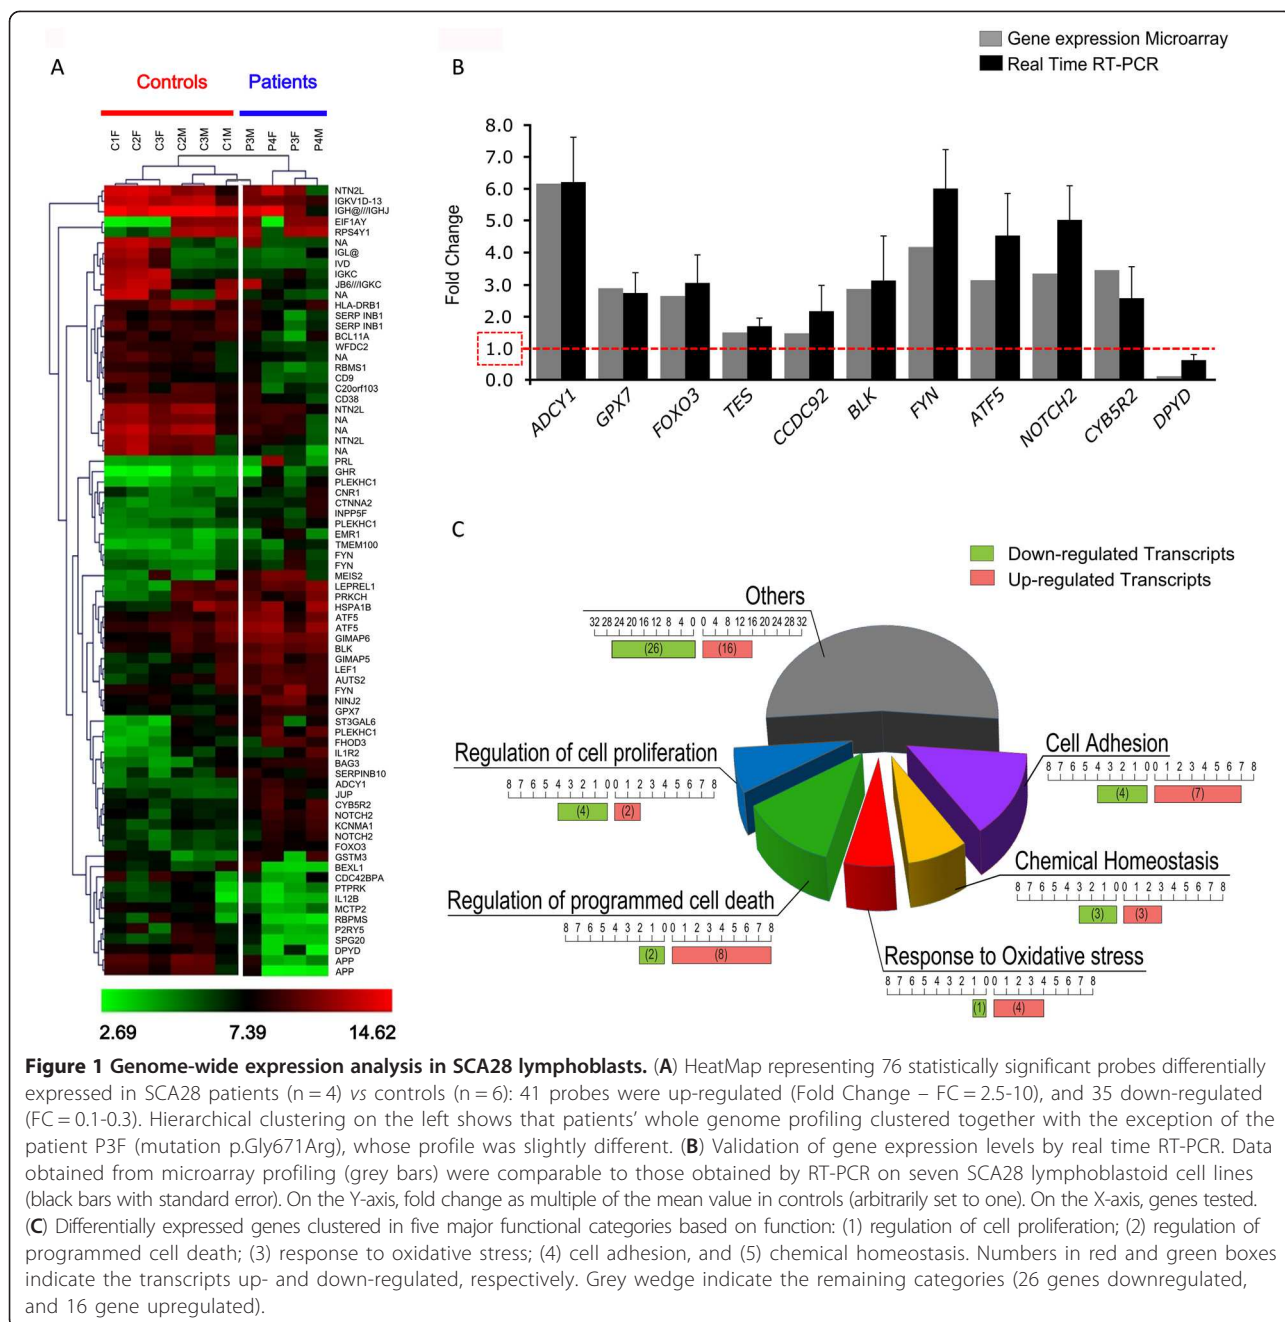 A
Controls
Patients
C1F
C2F
C3F
C2M
C3M
C1M
P3M
P4F
P3F
P4M
NTN2L
IGKV1D-13
IGH@///IGHJ
EIF1AY
RPS4Y1
NA
IGL@
IVD
IGKC
JB6///IGKC
NA
HLA-DRB1
SERP INB1
SERP INB1
BCL11A
WFDC2
NA
RBMS1
CD9
C20orf103
CD38
NTN2L
NA
NA
NTN2L
NA
PRL
GHR
PLEKHC1
CNR1
CTNNA2
INPP5F
PLEKHC1
EMR1
TMEM100
FYN
FYN
MEIS2
LEPREL1
PRKCH
HSPA1B
ATF5
ATF5
GIMAP6
BLK
GIMAP5
LEF1
AUTS2
FYN
NINJ2
GPX7
ST3GAL6
PLEKHC1
FHOD3
IL1R2
BAG3
SERPINB10
ADCY1
JUP
CYB5R2
NOTCH2
KCNMA1
NOTCH2
FOXO3
GSTM3
BEXL1
CDC42BPA
PTPRK
IL12B
MCTP2
RBPMS
P2RY5
SPG20
DPYD
APP
APP
2.69 7.39 14.62
B
Gene expression Microarray
Real Time RT-PCR
Fold Change
8.0
7.0
6.0
5.0
4.0
3.0
2.0
1.0
0.0
ADCY1
GPX7
FOXO3
TES
CCDC92
BLK
FYN
ATF5
NOTCH2
CYB5R2
DPYD
C
Down-regulated Transcripts
Up-regulated Transcripts
Others
32 28 24 20 16 12 8 4 0 0 4 8 12 16 20 24 28 32
(26) (16)
Regulation of cell proliferation
8 7 6 5 4 3 2 1 0 0 1 2 3 4 5 6 7 8
(4) (2)
Cell Adhesion
8 7 6 5 4 3 2 1 0 0 1 2 3 4 5 6 7 8
(4) (7)
Chemical Homeostasis
8 7 6 5 4 3 2 1 0 0 1 2 3 4 5 6 7 8
(3) (3)
Regulation of programmed cell death
8 7 6 5 4 3 2 1 0 0 1 2 3 4 5 6 7 8
(2) (8)
Response to Oxidative stress
8 7 6 5 4 3 2 1 0 0 1 2 3 4 5 6 7 8
(1) (4)
Figure 1 Genome-wide expression analysis in SCA28 lymphoblasts. (A) HeatMap representing 76 statistically significant probes differentially
expressed in SCA28 patients (n = 4) vs controls (n = 6): 41 probes were up-regulated (Fold Change – FC = 2.5-10), and 35 down-regulated
(FC = 0.1-0.3). Hierarchical clustering on the left shows that patients’ whole genome profiling clustered together with the exception of the
patient P3F (mutation p.Gly671Arg), whose profile was slightly different. (B) Validation of gene expression levels by real time RT-PCR. Data
obtained from microarray profiling (grey bars) were comparable to those obtained by RT-PCR on seven SCA28 lymphoblastoid cell lines
(black bars with standard error). On the Y-axis, fold change as multiple of the mean value in controls (arbitrarily set to one). On the X-axis, genes tested.
(C) Differentially expressed genes clustered in five major functional categories based on function: (1) regulation of cell proliferation; (2) regulation of
programmed cell death; (3) response to oxidative stress; (4) cell adhesion, and (5) chemical homeostasis. Numbers in red and green boxes
indicate the transcripts up- and down-regulated, respectively. Grey wedge indicate the remaining categories (26 genes downregulated,
and 16 gene upregulated).